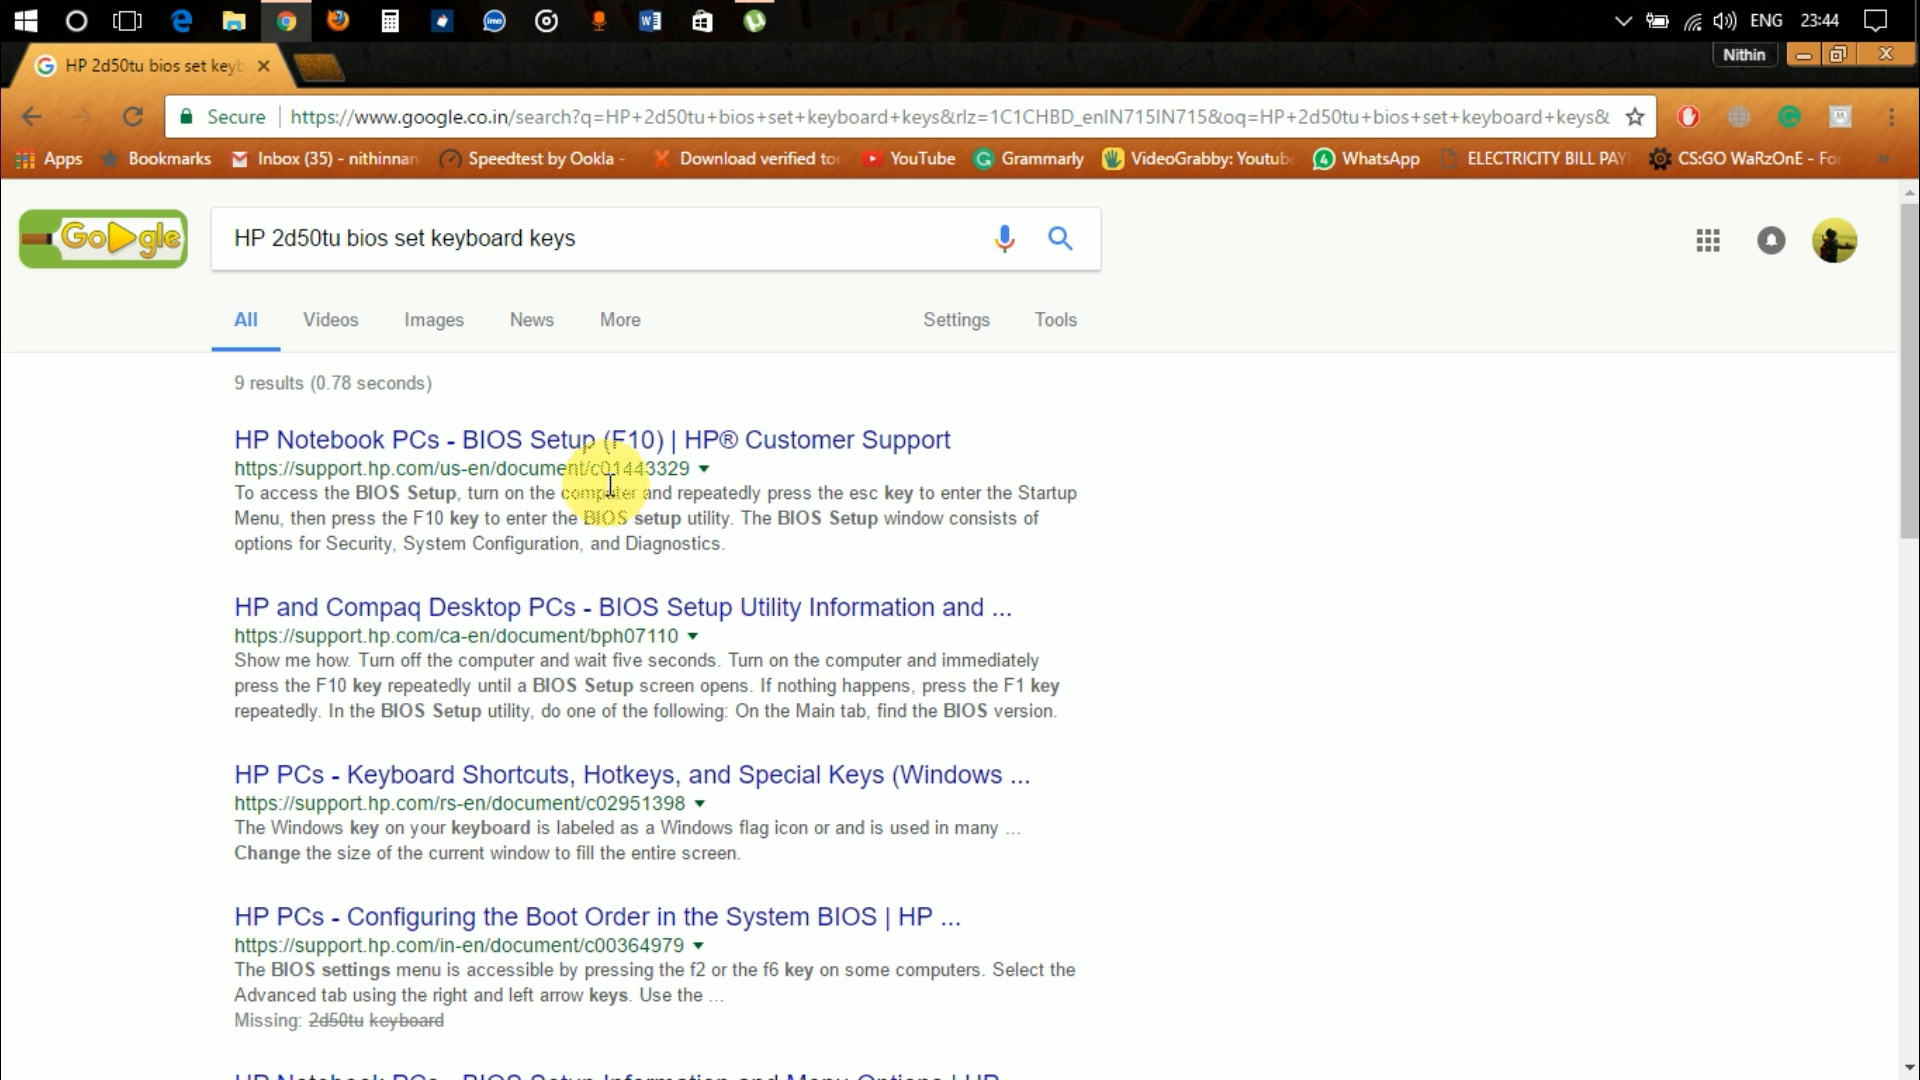 ENG 23:44
HP 2d50tu bios set keyb
Nithin
Secure https://www.google.co.in/search?q=HP+2d50tu+bios+set+keyboard+keys&rlz=1C1CHBD_enIN715IN715&oq=HP+2d50tu+bios+set+keyboard+keys&
Apps Bookmarks Inbox (35) - nithinnan Speedtest by Ookla - Download verified tor YouTube Grammarly VideoGrabby: Youtub WhatsApp ELECTRICITY BILL PAY CS:GO WaRzOnE - Fo
Google HP 2d50tu bios set keyboard keys
All Videos Images News More Settings Tools
9 results (0.78 seconds)
HP Notebook PCs - BIOS Setup (F10) | HP® Customer Support
https://support.hp.com/us-en/document/c01443329
To access the BIOS Setup, turn on the computer and repeatedly press the esc key to enter the Startup
Menu, then press the F10 key to enter the BIOS setup utility. The BIOS Setup window consists of
options for Security, System Configuration, and Diagnostics.
HP and Compaq Desktop PCs - BIOS Setup Utility Information and ...
https://support.hp.com/ca-en/document/bph07110
Show me how. Turn off the computer and wait five seconds. Turn on the computer and immediately
press the F10 key repeatedly until a BIOS Setup screen opens. If nothing happens, press the F1 key
repeatedly. In the BIOS Setup utility, do one of the following: On the Main tab, find the BIOS version.
HP PCs - Keyboard Shortcuts, Hotkeys, and Special Keys (Windows ...
https://support.hp.com/rs-en/document/c02951398
The Windows key on your keyboard is labeled as a Windows flag icon or and is used in many ...
Change the size of the current window to fill the entire screen.
HP PCs - Configuring the Boot Order in the System BIOS | HP ...
https://support.hp.com/in-en/document/c00364979
The BIOS settings menu is accessible by pressing the f2 or the f6 key on some computers. Select the
Advanced tab using the right and left arrow keys. Use the ...
Missing: 2d50tu keyboard
HP Notebook PCs - BIOS Setup Information and Menu Options | HP